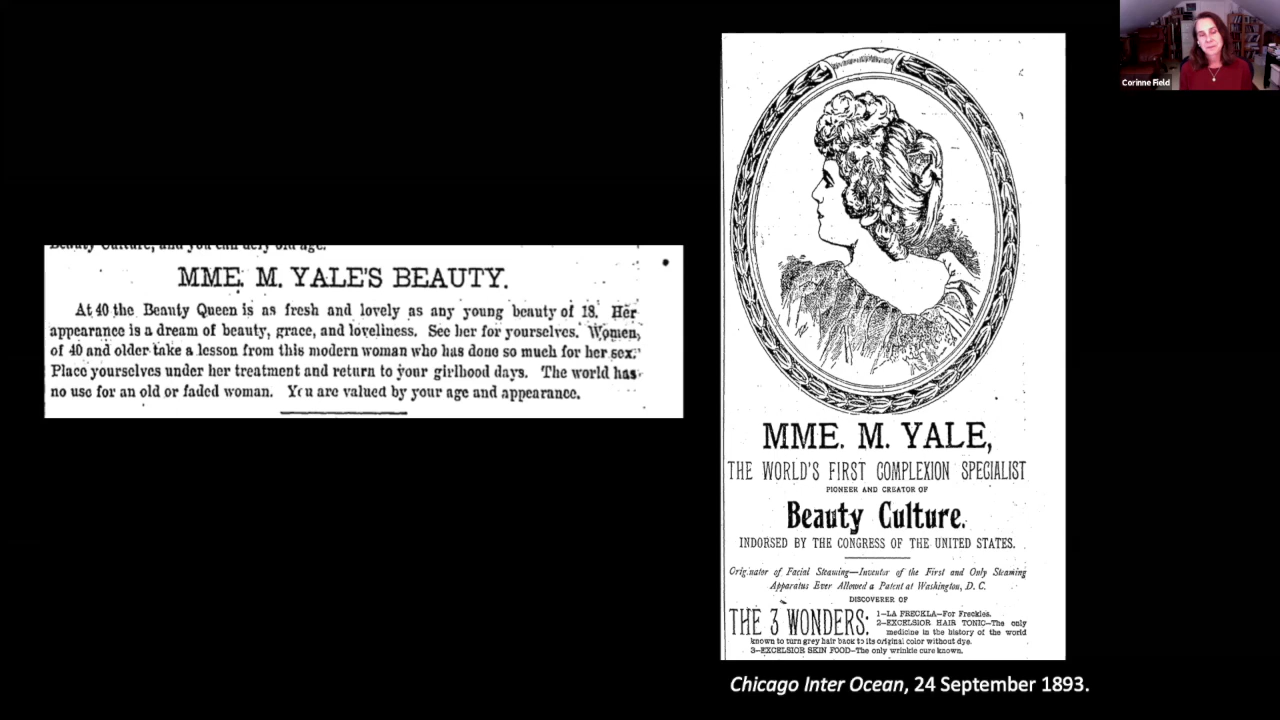 Beauty Culture, and you can defy old age.
MME. M. YALE'S BEAUTY.
At 40 the Beauty Queen is as fresh and lovely as any young beauty of 18. Her
appearance is a dream of beauty, grace, and loveliness. See her for yourselves. Women,
of 40 and older take a lesson from this modern woman who has done so much for her sex.
Place yourselves under her treatment and return to your girlhood days. The world has
no use for an old or faded woman. You are valued by your age and appearance.
MME. M. YALE,
THE WORLD'S FIRST COMPLEXION SPECIALIST
PIONEER AND CREATOR OF
Beauty Culture.
INDORSED BY THE CONGRESS OF THE UNITED STATES.
Originator of Facial Steaming—Inventor of the First and Only Steaming
Apparatus Ever Allowed a Patent at Washington, D. C.
DISCOVERER OF
THE 3 WONDERS:
1—LA FRECKLA—For Freckles.
2—EXCELSIOR HAIR TONIC—The only
medicine in the history of the world
known to turn grey hair back to its original color without dye.
3—EXCELSIOR SKIN FOOD—The only wrinkle cure known.
Chicago Inter Ocean, 24 September 1893.
Corinne Field